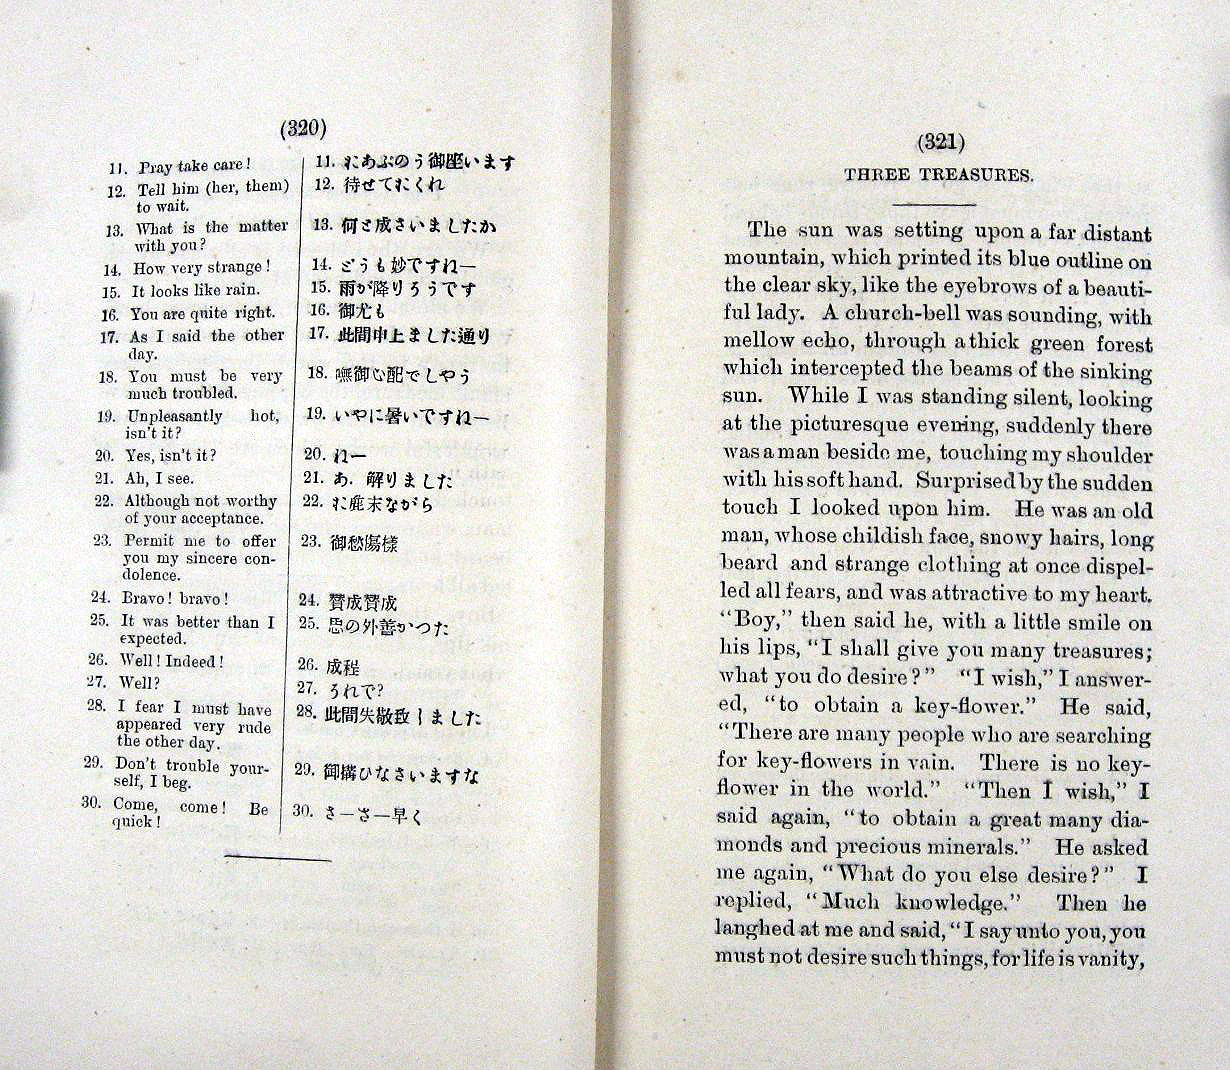 (320)
11. Pray take care!
12. Tell him (her, them)
to wait.
13. What is the matter
with you?
14. How very strange!
15. It looks like rain.
16. You are quite right.
17. As I said the other
day.
18. You must be very
much troubled.
19. Unpleasantly hot,
isn't it?
20. Yes, isn't it?
21. Ah, I see.
22. Although not worthy
of your acceptance.
23. Permit me to offer
you my sincere con-
dolence.
24. Bravo! bravo!
25. It was better than I
expected.
26. Well! Indeed!
27. Well?
28. I fear I must have
appeared very rude
the other day.
29. Don't trouble your-
self, I beg.
30. Come, come! Be
quick!
11. にあぶのう御座います
12. 待せておくれ
13. 何と成さいましたか
14. どうも妙ですねー
15. 雨が降りろうです
16. 御尤も
17. 此間申上ました通り
18. 嘸御心配でしやう
19. いやに暑いですねー
20. ねー
21. あ、解りました
22. お麁末ながら
23. 御愁傷様
24. 賛成賛成
25. 思の外善かつた
26. 成程
27. うれで?
28. 此間失敬致しました
29. 御搆ひなさいますな
30. さーさー早く
(321)
THREE TREASURES.
The sun was setting upon a far distant
mountain, which printed its blue outline on
the clear sky, like the eyebrows of a beauti-
ful lady. A church-bell was sounding, with
mellow echo, through a thick green forest
which intercepted the beams of the sinking
sun. While I was standing silent, looking
at the picturesque evening, suddenly there
was a man beside me, touching my shoulder
with his soft hand. Surprised by the sudden
touch I looked upon him. He was an old
man, whose childish face, snowy hairs, long
beard and strange clothing at once dispel-
led all fears, and was attractive to my heart.
"Boy," then said he, with a little smile on
his lips, "I shall give you many treasures;
what you do desire?" "I wish," I answer-
ed, "to obtain a key-flower." He said,
"There are many people who are searching
for key-flowers in vain. There is no key-
flower in the world." "Then I wish," I
said again, "to obtain a great many dia-
monds and precious minerals." He asked
me again, "What do you else desire?" I
replied, "Much knowledge." Then he
langhed at me and said, "I say unto you, you
must not desire such things, for life is vanity,